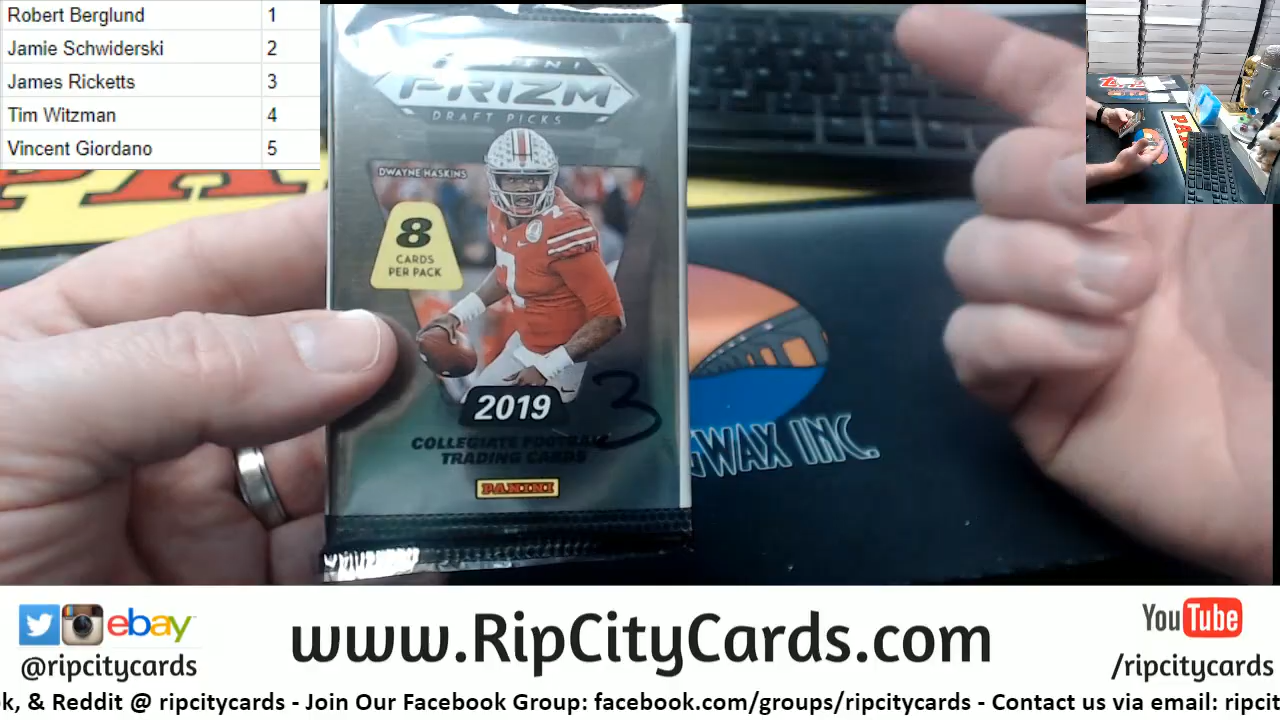 Robert Berglund 1
Jamie Schwiderski 2
James Ricketts 3
Tim Witzman 4
Vincent Giordano 5
PRIZM
DRAFT PICKS
DWAYNE HASKINS
8
CARDS
PER PACK
7
2019
3
COLLEGIATE FOOTBALL
TRADING CARDS
PANINI
GWAX INC.
ebay
@ripcitycards
www.RipCityCards.com
YouTube
/ripcitycards
k, & Reddit @ ripcitycards - Join Our Facebook Group: facebook.com/groups/ripcitycards - Contact us via email: ripcit